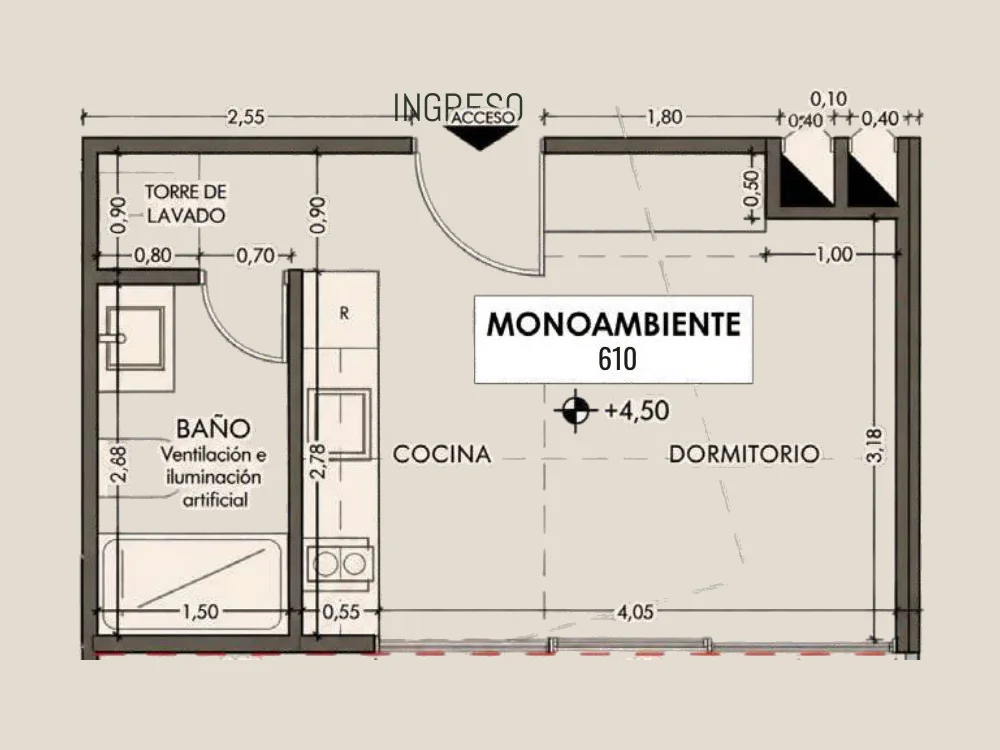 INGRESO
ACCESO
2,55
1,80
0,10
0,40
0,40
TORRE DE
LAVADO
0,90
0,90
0,50
0,80
0,70
1,00
R
MONOAMBIENTE
610
+4,50
BAÑO
Ventilación e
iluminación
artificial
2,68
2,78
COCINA
DORMITORIO
3,18
1,50
0,55
4,05